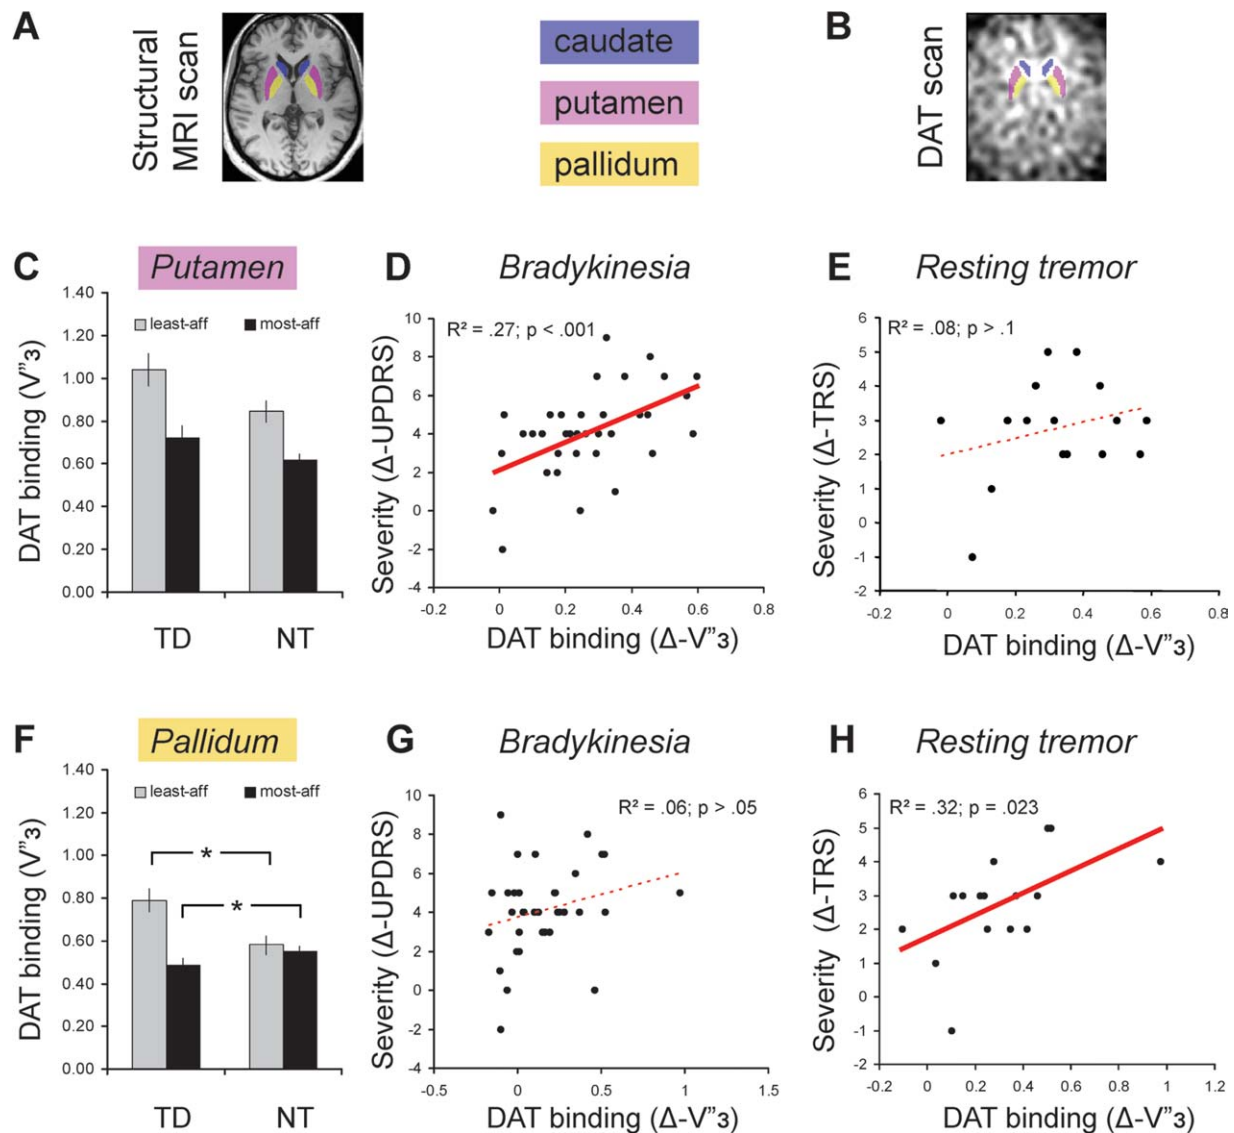 A
Structural
MRI scan
caudate
putamen
pallidum
B
DAT scan
C
Putamen
DAT binding (V”₃)
1.40
1.20
1.00
0.80
0.60
0.40
0.20
0.00
least-aff
most-aff
TD
NT
D
Bradykinesia
R² = .27; p < .001
Severity (Δ-UPDRS)
10
8
6
4
2
0
-2
-4
-0.2
0
0.2
0.4
0.6
0.8
DAT binding (Δ-V”₃)
E
Resting tremor
R² = .08; p > .1
Severity (Δ-TRS)
6
5
4
3
2
1
0
-1
-2
-0.2
0
0.2
0.4
0.6
0.8
DAT binding (Δ-V”₃)
F
Pallidum
DAT binding (V”₃)
1.40
1.20
1.00
0.80
0.60
0.40
0.20
0.00
least-aff
most-aff
*
*
TD
NT
G
Bradykinesia
R² = .06; p > .05
Severity (Δ-UPDRS)
10
8
6
4
2
0
-2
-4
-0.5
0
0.5
1
1.5
DAT binding (Δ-V”₃)
H
Resting tremor
R² = .32; p = .023
Severity (Δ-TRS)
6
5
4
3
2
1
0
-1
-2
-0.2
0
0.2
0.4
0.6
0.8
1
1.2
DAT binding (Δ-V”₃)